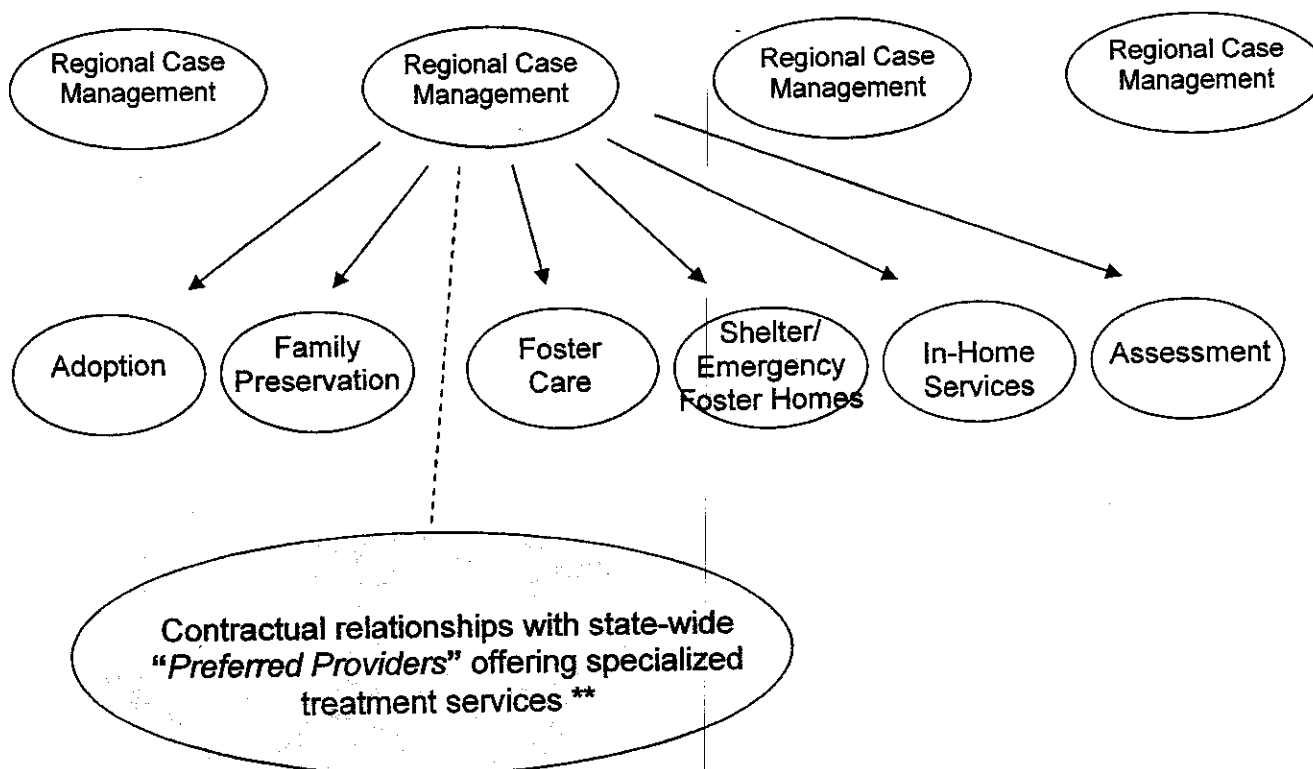 Regional Case
Management
Regional Case
Management
Regional Case
Management
Regional Case
Management
Adoption
Family
Preservation
Foster
Care
Shelter/
Emergency
Foster Homes
In-Home
Services
Assessment
Contractual relationships with state-wide
“Preferred Providers” offering specialized
treatment services **